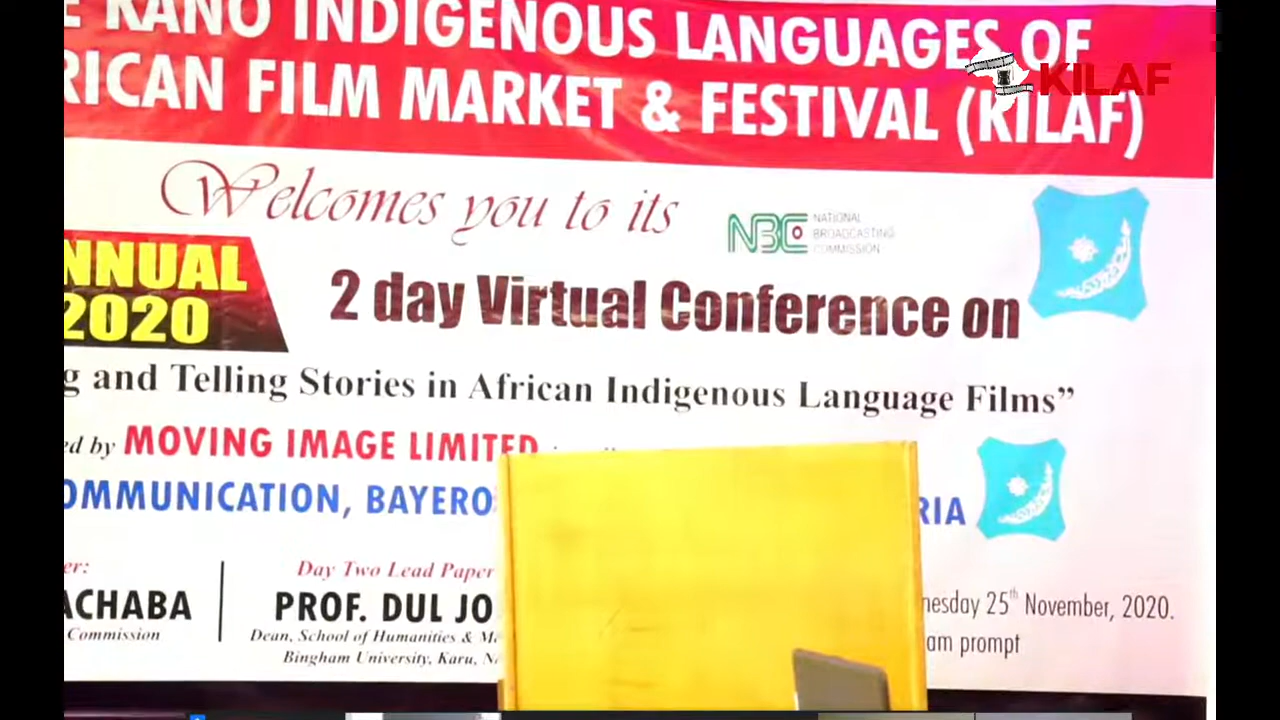 E KANO INDIGENOUS LANGUAGES OF
RICAN FILM MARKET & FESTIVAL (KILAF)
KILAF
Welcomes you to its
NBC NATIONAL
BROADCASTING
COMMISSION
NNUAL
2020
2 day Virtual Conference on
g and Telling Stories in African Indigenous Language Films”
ed by MOVING IMAGE LIMITED
OMMUNICATION, BAYERO
RIA
er:
ACHABA
Commission
Day Two Lead Paper
PROF. DUL JO
Dean, School of Humanities & M
Bingham University, Karu, N
nesday 25th November, 2020.
am prompt